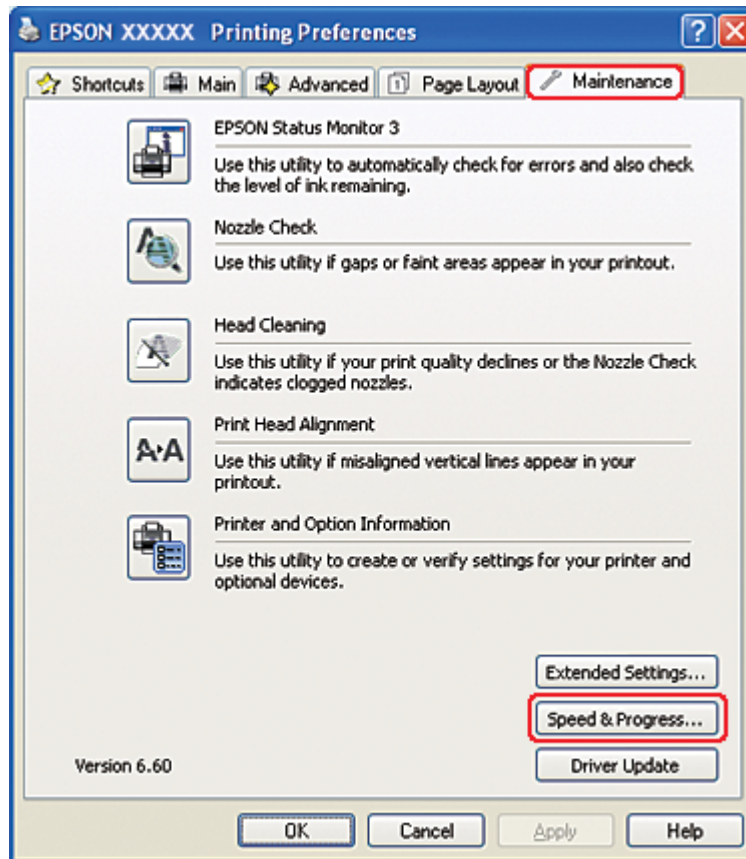 EPSON XXXXX Printing Preferences
Shortcuts Main Advanced 1 Page Layout Maintenance
EPSON Status Monitor 3
Use this utility to automatically check for errors and also check
the level of ink remaining.
Nozzle Check
Use this utility if gaps or faint areas appear in your printout.
Head Cleaning
Use this utility if your print quality declines or the Nozzle Check
indicates clogged nozzles.
Print Head Alignment
A A
Use this utility if misaligned vertical lines appear in your
printout.
Printer and Option Information
Use this utility to create or verify settings for your printer and
optional devices.
Extended Settings...
Speed & Progress...
Version 6.60
Driver Update
OK Cancel Apply Help